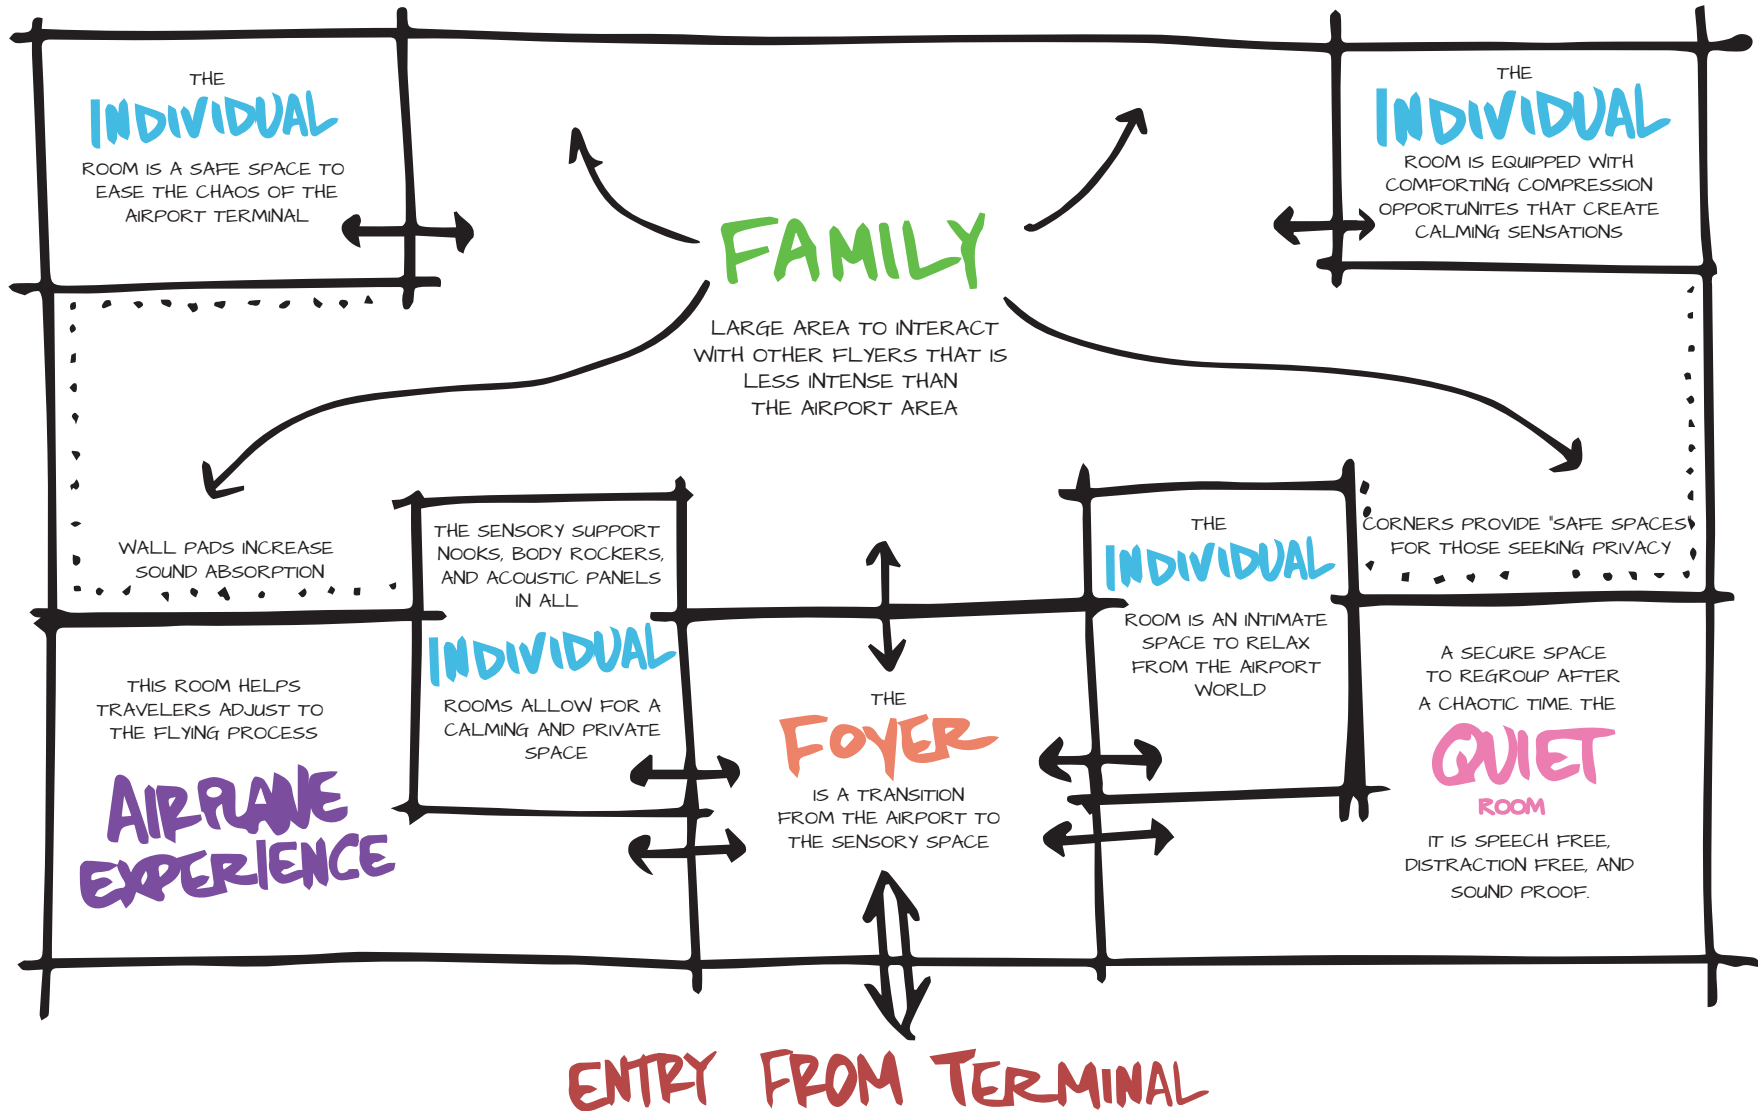 THE
INDIVIDUAL
ROOM IS A SAFE SPACE TO
EASE THE CHAOS OF THE
AIRPORT TERMINAL
THE
INDIVIDUAL
ROOM IS EQUIPPED WITH
COMFORTING COMPRESSION
OPPORTUNITES THAT CREATE
CALMING SENSATIONS
FAMILY
LARGE AREA TO INTERACT
WITH OTHER FLYERS THAT IS
LESS INTENSE THAN
THE AIRPORT AREA
WALL PADS INCREASE
SOUND ABSORPTION
THE SENSORY SUPPORT
NOOKS, BODY ROCKERS,
AND ACOUSTIC PANELS
IN ALL
INDIVIDUAL
ROOMS ALLOW FOR A
CALMING AND PRIVATE
SPACE
THE
INDIVIDUAL
ROOM IS AN INTIMATE
SPACE TO RELAX
FROM THE AIRPORT
WORLD
CORNERS PROVIDE "SAFE SPACES"
FOR THOSE SEEKING PRIVACY
THIS ROOM HELPS
TRAVELERS ADJUST TO
THE FLYING PROCESS
AIRPLANE
EXPERIENCE
THE
FOYER
IS A TRANSITION
FROM THE AIRPORT TO
THE SENSORY SPACE
A SECURE SPACE
TO REGROUP AFTER
A CHAOTIC TIME. THE
QUIET
ROOM
IT IS SPEECH FREE,
DISTRACTION FREE, AND
SOUND PROOF.
ENTRY FROM TERMINAL